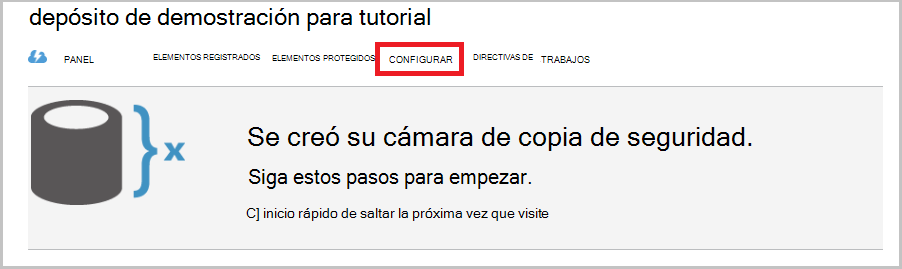 depósito de demostración para tutorial
PANEL ELEMENTOS REGISTRADOS ELEMENTOS PROTEGIDOS CONFIGURAR DIRECTIVAS DE TRABAJOS
x
Se creó su cámara de copia de seguridad.
Siga estos pasos para empezar.
C] inicio rápido de saltar la próxima vez que visite